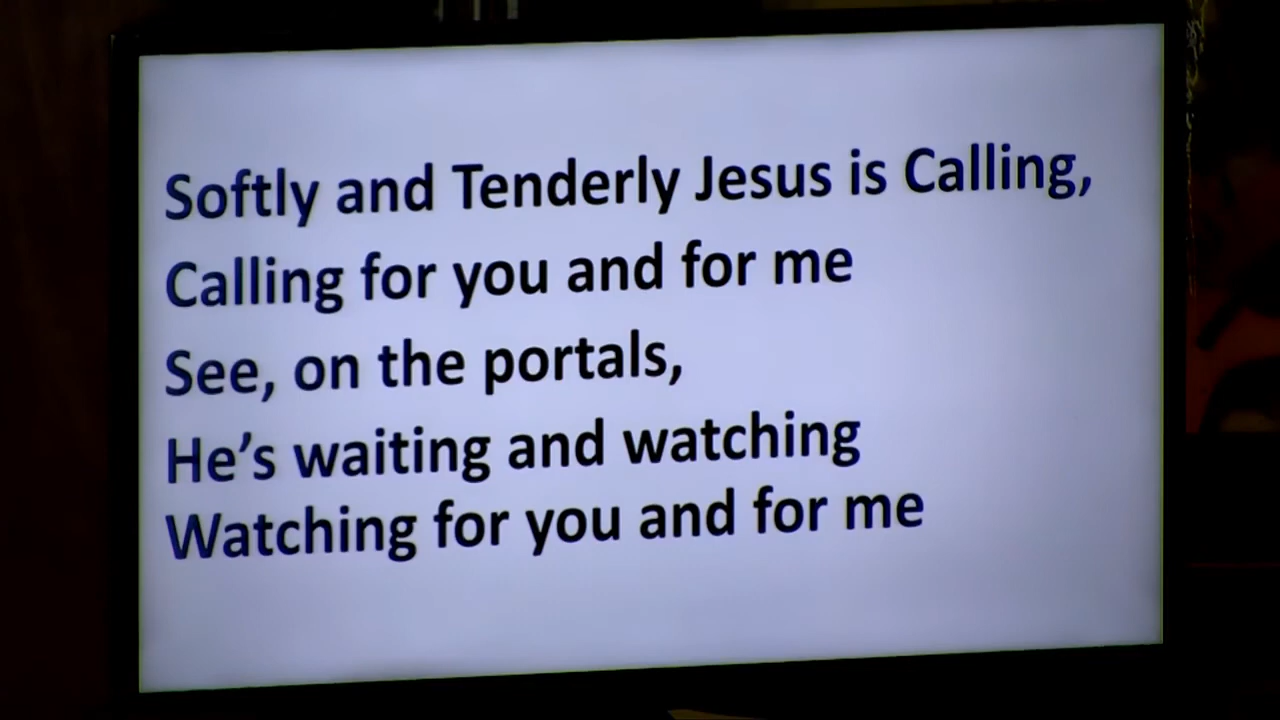 Softly and Tenderly Jesus is Calling,
Calling for you and for me
See, on the portals,
He’s waiting and watching
Watching for you and for me